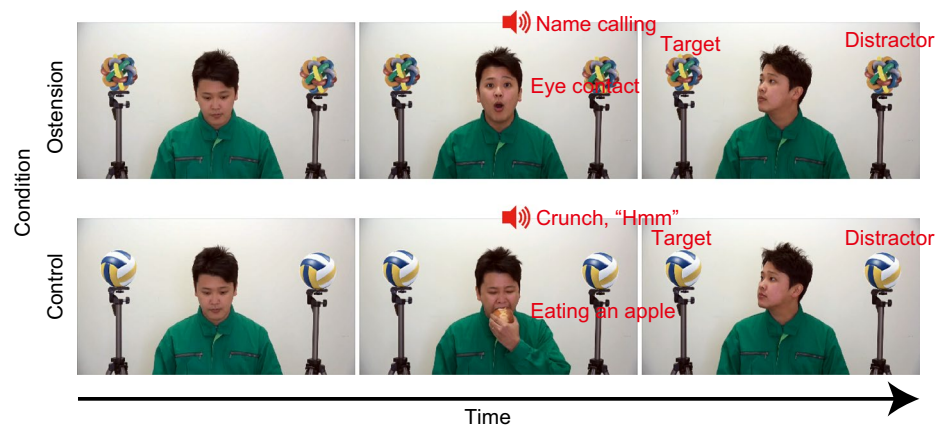 Name calling
Target
Distractor
Eye contact
Ostension
Condition
Crunch, “Hmm”
Target
Distractor
Eating an apple
Control
Time